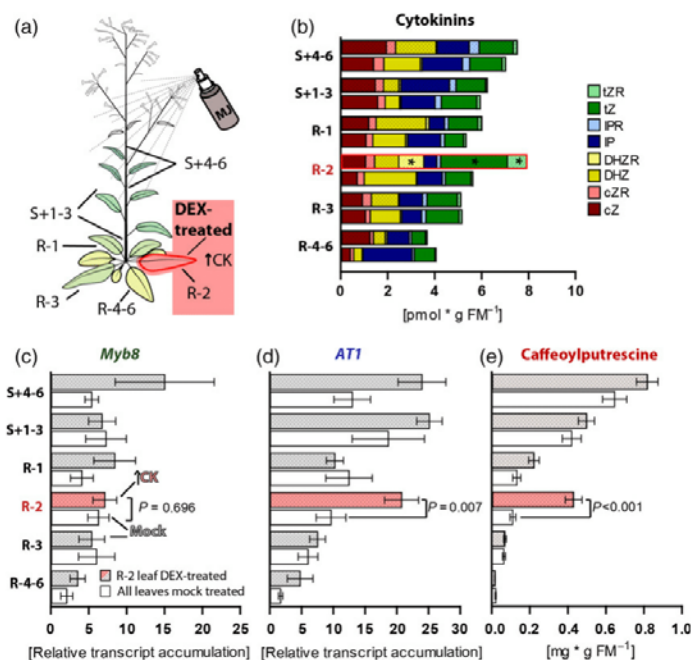 (a)
MJ
S+4-6
S+1-3
DEX-
treated
↑CK
R-1
R-2
R-3
R-4-6
(b)
Cytokinins
S+4-6
S+1-3
R-1
R-2
R-3
R-4-6
* * *
0 2 4 6 8 10
[pmol * g FM⁻¹]
tZR
tZ
IPR
IP
DHZR
DHZ
cZR
cZ
(c)
Myb8
S+4-6
S+1-3
R-1
R-2
R-3
R-4-6
↑CK
P = 0.696
Mock
R-2 leaf DEX-treated
All leaves mock treated
0 5 10 15 20 25
[Relative transcript accumulation]
(d)
AT1
P = 0.007
0 5 10 15 20 25 30
[Relative transcript accumulation]
(e)
Caffeoylputrescine
P<0.001
0.0 0.2 0.4 0.6 0.8 1.0
[mg * g FM⁻¹]